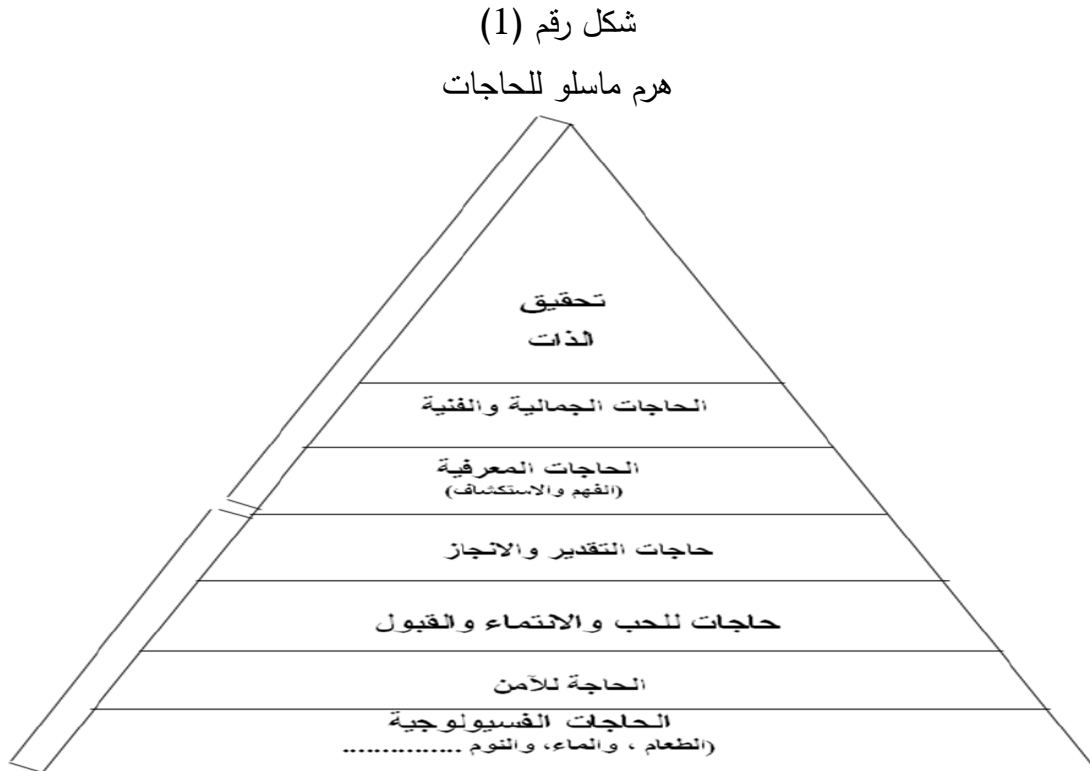 شكل رقم (1)
هرم ماسلو للحاجات
تحقيق
الذات
الحاجات الجمالية والفنية
الحاجات المعرفية
(الفهم والاستكشاف)
حاجات التقدير والانجاز
حاجات للحب والانتماء والقبول
الحاجة للآمن
الحاجات الفسيولوجية
(الطعام ، والماء، والنوم ..............